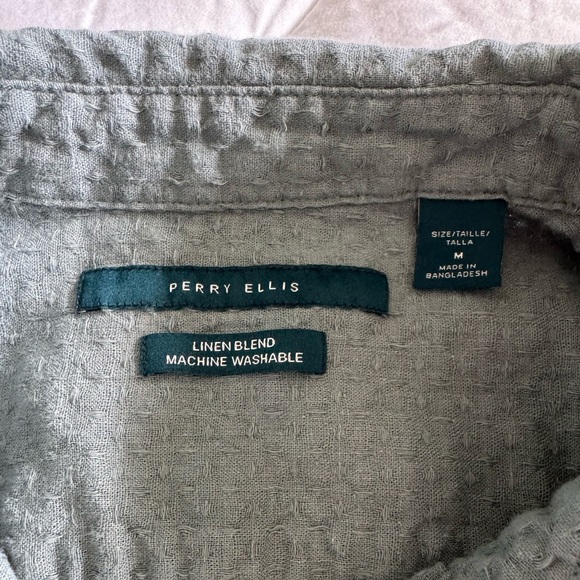 SIZE/TAILLE/
TALLA
M
MADE IN
BANGLADESH
PERRY ELLIS
LINEN BLEND
MACHINE WASHABLE